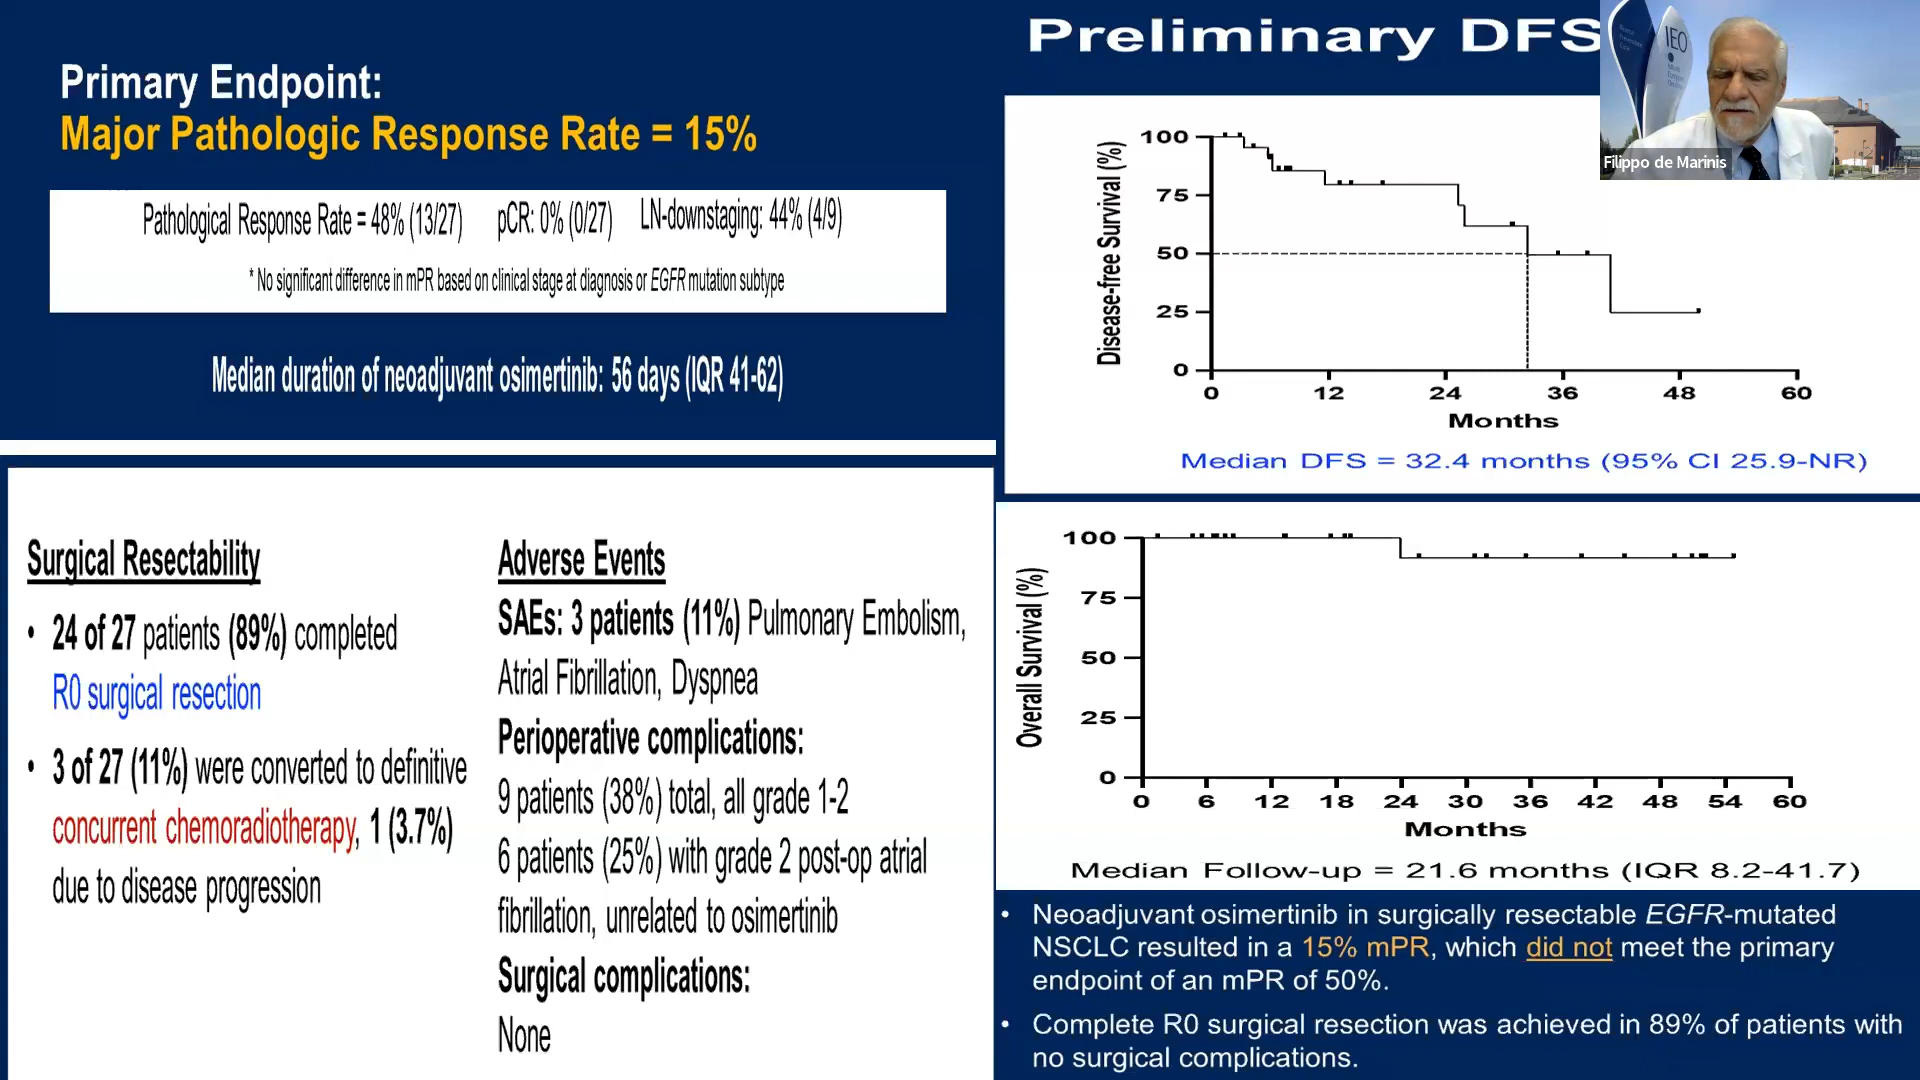 Primary Endpoint:
Major Pathologic Response Rate = 15%
Pathological Response Rate = 48% (13/27) pCR: 0% (0/27) LN-downstaging: 44% (4/9)
* No significant difference in mPR based on clinical stage at diagnosis or EGFR mutation subtype
Median duration of neoadjuvant osimertinib: 56 days (IQR 41-62)
Surgical Resectability
• 24 of 27 patients (89%) completed
R0 surgical resection
• 3 of 27 (11%) were converted to definitive
concurrent chemoradiotherapy, 1 (3.7%)
due to disease progression
Adverse Events
SAEs: 3 patients (11%) Pulmonary Embolism,
Atrial Fibrillation, Dyspnea
Perioperative complications:
9 patients (38%) total, all grade 1-2
6 patients (25%) with grade 2 post-op atrial
fibrillation, unrelated to osimertinib
Surgical complications:
None
Preliminary DFS
IEO
Filippo de Marinis
Disease-free Survival (%)
100
75
50
25
0
0 12 24 36 48 60
Months
Median DFS = 32.4 months (95% CI 25.9-NR)
Overall Survival (%)
100
75
50
25
0
0 6 12 18 24 30 36 42 48 54 60
Months
Median Follow-up = 21.6 months (IQR 8.2-41.7)
• Neoadjuvant osimertinib in surgically resectable EGFR-mutated
NSCLC resulted in a 15% mPR, which did not meet the primary
endpoint of an mPR of 50%.
• Complete R0 surgical resection was achieved in 89% of patients with
no surgical complications.